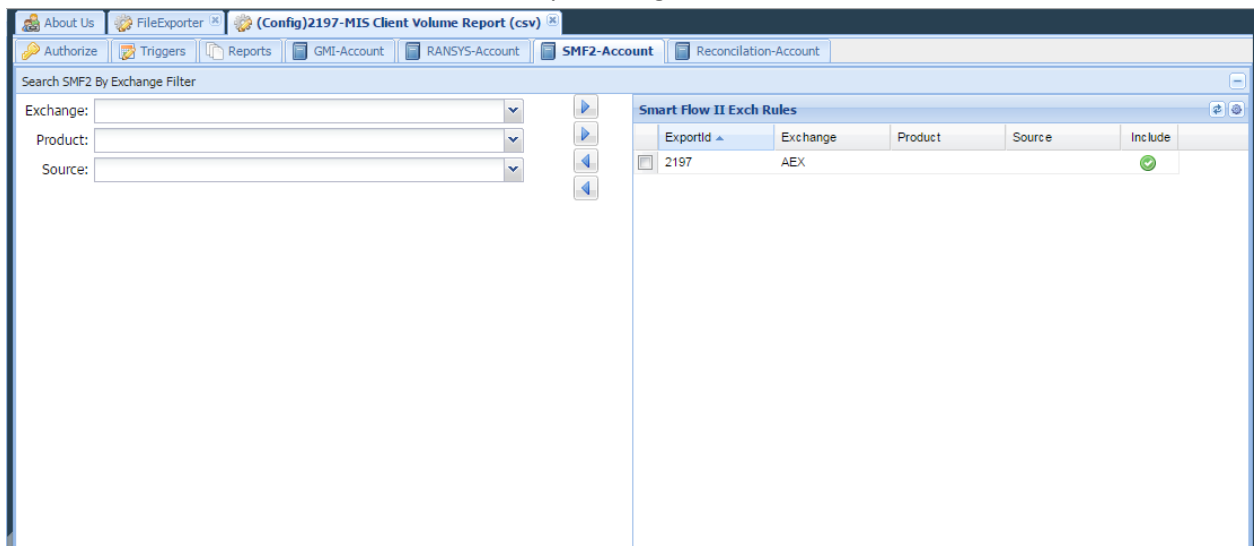 About Us FileExporter (Config)2197-MIS Client Volume Report (csv)
Authorize Triggers Reports GMI-Account RANSYS-Account SMF2-Account Reconcilation-Account
Search SMF2 By Exchange Filter
Exchange:
Product:
Source:
Smart Flow II Exch Rules
ExportId Exchange Product Source Include
2197 AEX